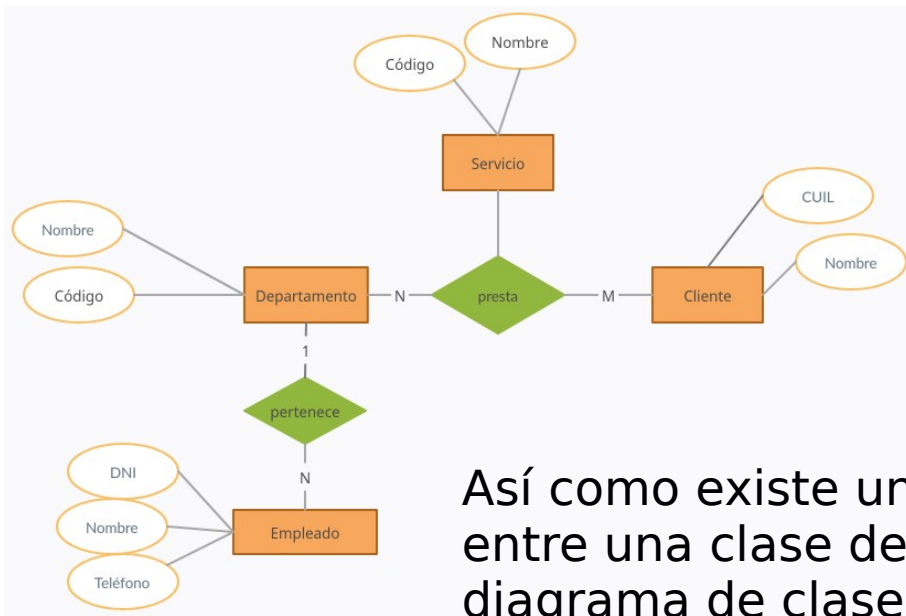 Nombre
Código
Servicio
CUIL
Nombre
Nombre
Código
Departamento
N
presta
M
Cliente
1
pertenece
N
DNI
Nombre
Teléfono
Empleado
Así como existe un
entre una clase de
diagrama de clase